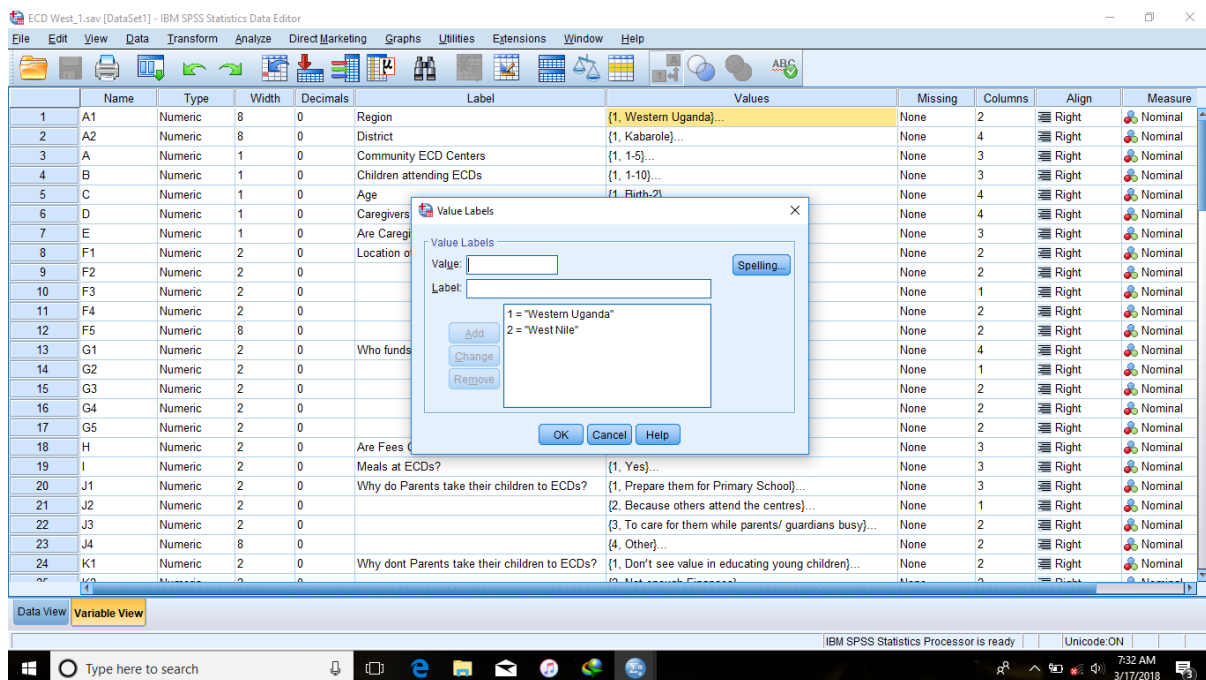 ECD West_1.sav [DataSet1] - IBM SPSS Statistics Data Editor
File Edit View Data Transform Analyze Direct Marketing Graphs Utilities Extensions Window Help
Name Type Width Decimals Label Values Missing Columns Align Measure
1 A1 Numeric 8 0 Region {1, Western Uganda}... None 2 Right Nominal
2 A2 Numeric 8 0 District {1, Kabarole}... None 4 Right Nominal
3 A Numeric 1 0 Community ECD Centers {1, 1-5}... None 3 Right Nominal
4 B Numeric 1 0 Children attending ECDs {1, 1-10}... None 3 Right Nominal
5 C Numeric 1 0 Age {1, Birth-2} None 4 Right Nominal
6 D Numeric 1 0 Caregivers None 4 Right Nominal
7 E Numeric 1 0 Are Caregi None 3 Right Nominal
8 F1 Numeric 2 0 Location o None 2 Right Nominal
9 F2 Numeric 2 0 None 2 Right Nominal
10 F3 Numeric 2 0 None 1 Right Nominal
11 F4 Numeric 2 0 None 2 Right Nominal
12 F5 Numeric 8 0 None 2 Right Nominal
13 G1 Numeric 2 0 Who funds None 4 Right Nominal
14 G2 Numeric 2 0 None 1 Right Nominal
15 G3 Numeric 2 0 None 2 Right Nominal
16 G4 Numeric 2 0 None 2 Right Nominal
17 G5 Numeric 2 0 None 2 Right Nominal
18 H Numeric 2 0 Are Fees None 3 Right Nominal
19 I Numeric 2 0 Meals at ECDs? {1, Yes}... None 3 Right Nominal
20 J1 Numeric 2 0 Why do Parents take their children to ECDs? {1, Prepare them for Primary School}... None 3 Right Nominal
21 J2 Numeric 2 0 {2, Because others attend the centres}... None 1 Right Nominal
22 J3 Numeric 2 0 {3, To care for them while parents/ guardians busy}... None 2 Right Nominal
23 J4 Numeric 8 0 {4, Other}... None 2 Right Nominal
24 K1 Numeric 2 0 Why dont Parents take their children to ECDs? {1, Don't see value in educating young children}... None 2 Right Nominal
Value Labels
Value Labels
Value:
Spelling...
Label:
1 = "Western Uganda"
2 = "West Nile"
Add
Change
Remove
OK Cancel Help
Data View Variable View
IBM SPSS Statistics Processor is ready Unicode:ON
Type here to search
7:32 AM
3/17/2018